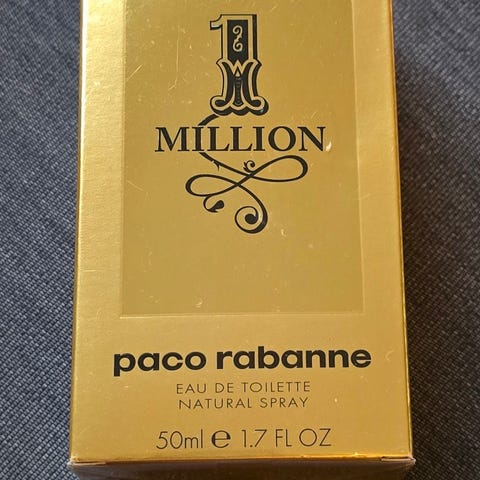 1
MILLION
paco rabanne
EAU DE TOILETTE
NATURAL SPRAY
50ml ℮ 1.7 FL OZ